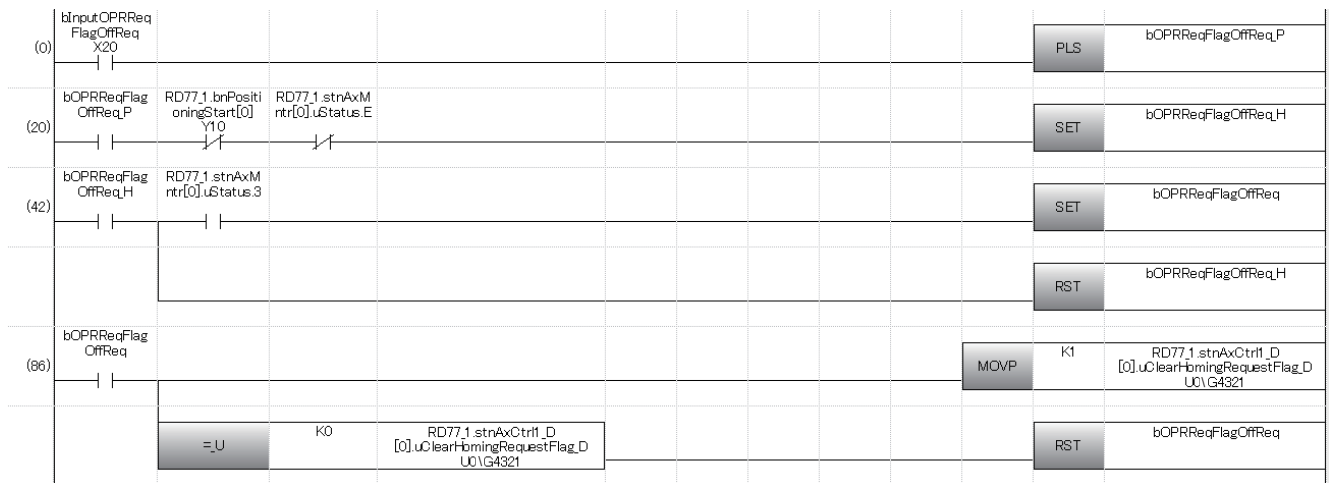 bInputOPRReq
FlagOffReq
X20
(0)
PLS
bOPRReqFlagOffReq_P
bOPRReqFlag
OffReq_P
RD77_1.bnPositi
oningStart[0]
Y10
RD77_1.stnAxM
ntr[0].uStatus.E
(20)
SET
bOPRReqFlagOffReq_H
bOPRReqFlag
OffReq_H
RD77_1.stnAxM
ntr[0].uStatus.3
(42)
SET
bOPRReqFlagOffReq
RST
bOPRReqFlagOffReq_H
bOPRReqFlag
OffReq
(86)
MOVP
K1
RD77_1.stnAxCtrl1_D
[0].uClearHomingRequestFlag_D
U0\G4321
=_U
K0
RD77_1.stnAxCtrl1_D
[0].uClearHomingRequestFlag_D
U0\G4321
RST
bOPRReqFlagOffReq